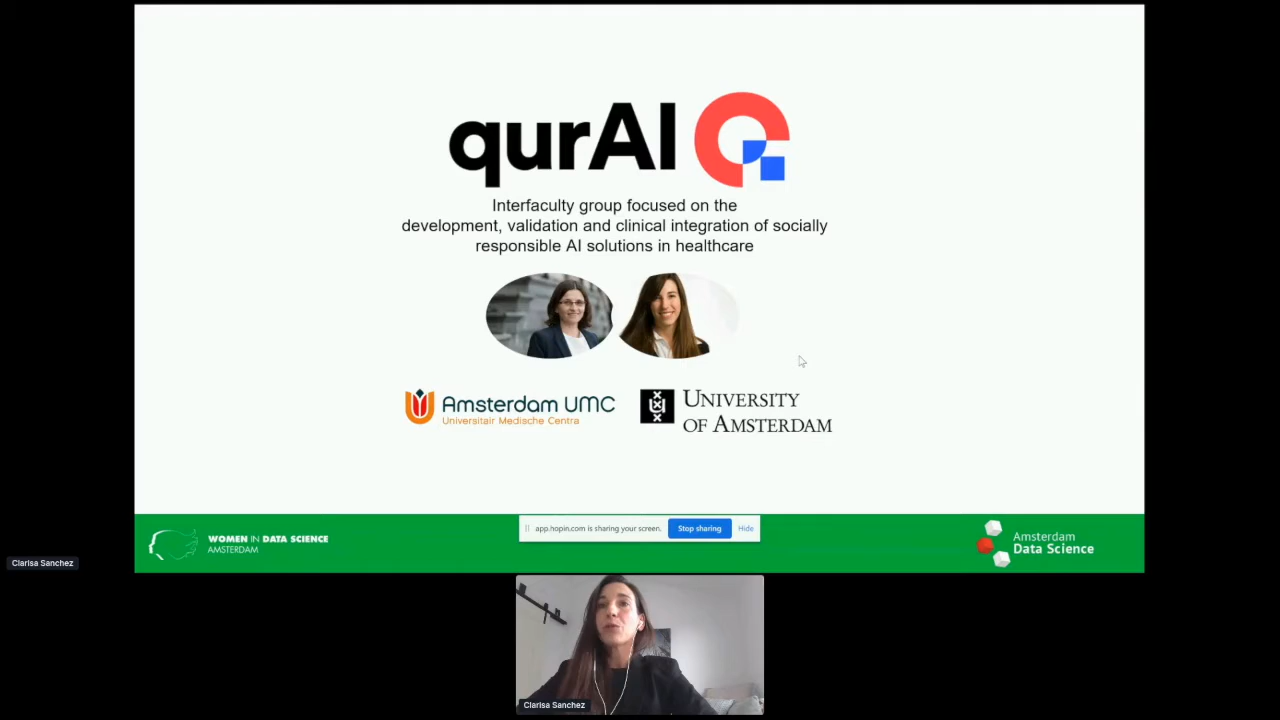 qurAI
Interfaculty group focused on the
development, validation and clinical integration of socially
responsible AI solutions in healthcare
Amsterdam UMC
Universitair Medische Centra
UNIVERSITY
OF AMSTERDAM
WOMEN IN DATA SCIENCE
AMSTERDAM
app.hopin.com is sharing your screen.
Stop sharing
Hide
Amsterdam
Data Science
Clarisa Sanchez
Clarisa Sanchez